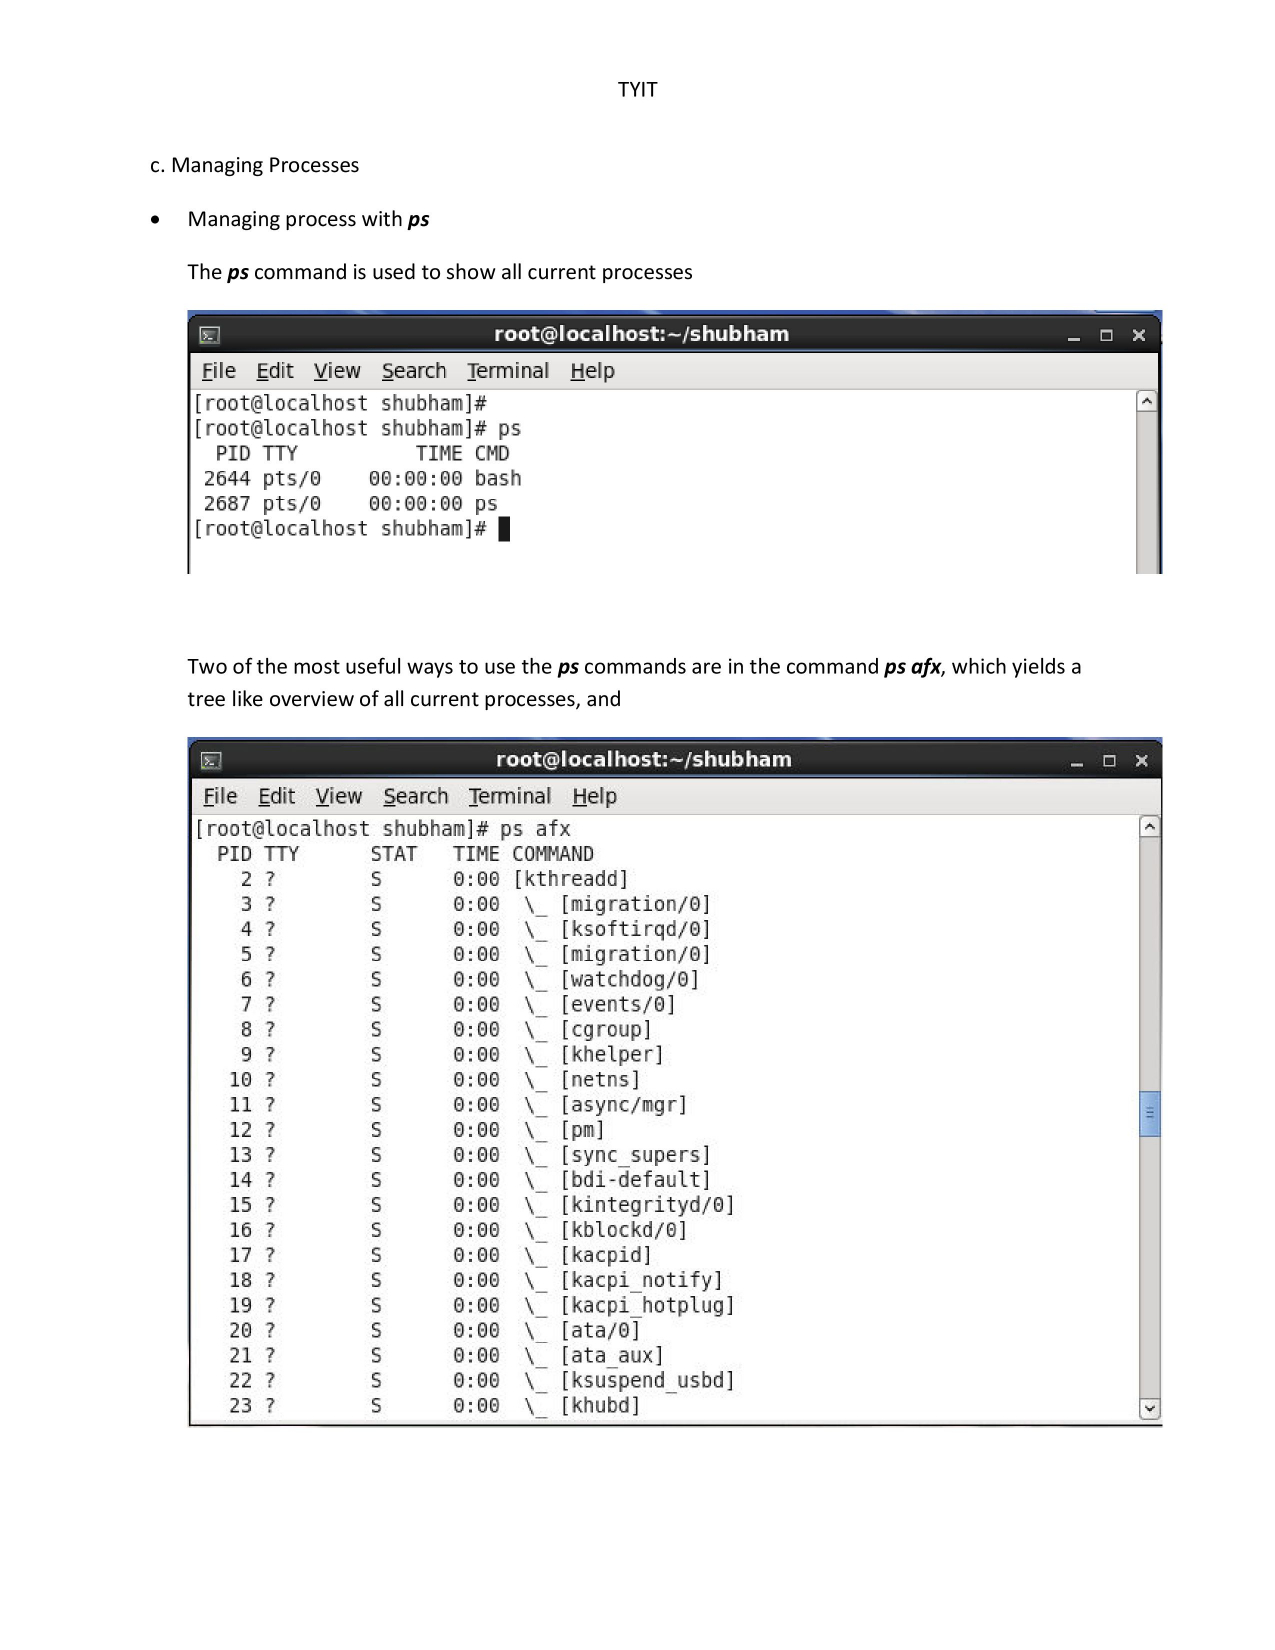 TYIT
c. Managing Processes
• Managing process with ps
The ps command is used to show all current processes
root@localhost:~/shubham
File Edit View Search Terminal Help
[root@localhost shubham]#
[root@localhost shubham]# ps
PID TTY TIME CMD
2644 pts/0 00:00:00 bash
2687 pts/0 00:00:00 ps
[root@localhost shubham]#
Two of the most useful ways to use the ps commands are in the command ps afx, which yields a
tree like overview of all current processes, and
root@localhost:~/shubham
File Edit View Search Terminal Help
[root@localhost shubham]# ps afx
PID TTY STAT TIME COMMAND
2 ? S 0:00 [kthreadd]
3 ? S 0:00 \_ [migration/0]
4 ? S 0:00 \_ [ksoftirqd/0]
5 ? S 0:00 \_ [migration/0]
6 ? S 0:00 \_ [watchdog/0]
7 ? S 0:00 \_ [events/0]
8 ? S 0:00 \_ [cgroup]
9 ? S 0:00 \_ [khelper]
10 ? S 0:00 \_ [netns]
11 ? S 0:00 \_ [async/mgr]
12 ? S 0:00 \_ [pm]
13 ? S 0:00 \_ [sync_supers]
14 ? S 0:00 \_ [bdi-default]
15 ? S 0:00 \_ [kintegrityd/0]
16 ? S 0:00 \_ [kblockd/0]
17 ? S 0:00 \_ [kacpid]
18 ? S 0:00 \_ [kacpi_notify]
19 ? S 0:00 \_ [kacpi_hotplug]
20 ? S 0:00 \_ [ata/0]
21 ? S 0:00 \_ [ata_aux]
22 ? S 0:00 \_ [ksuspend_usbd]
23 ? S 0:00 \_ [khubd]